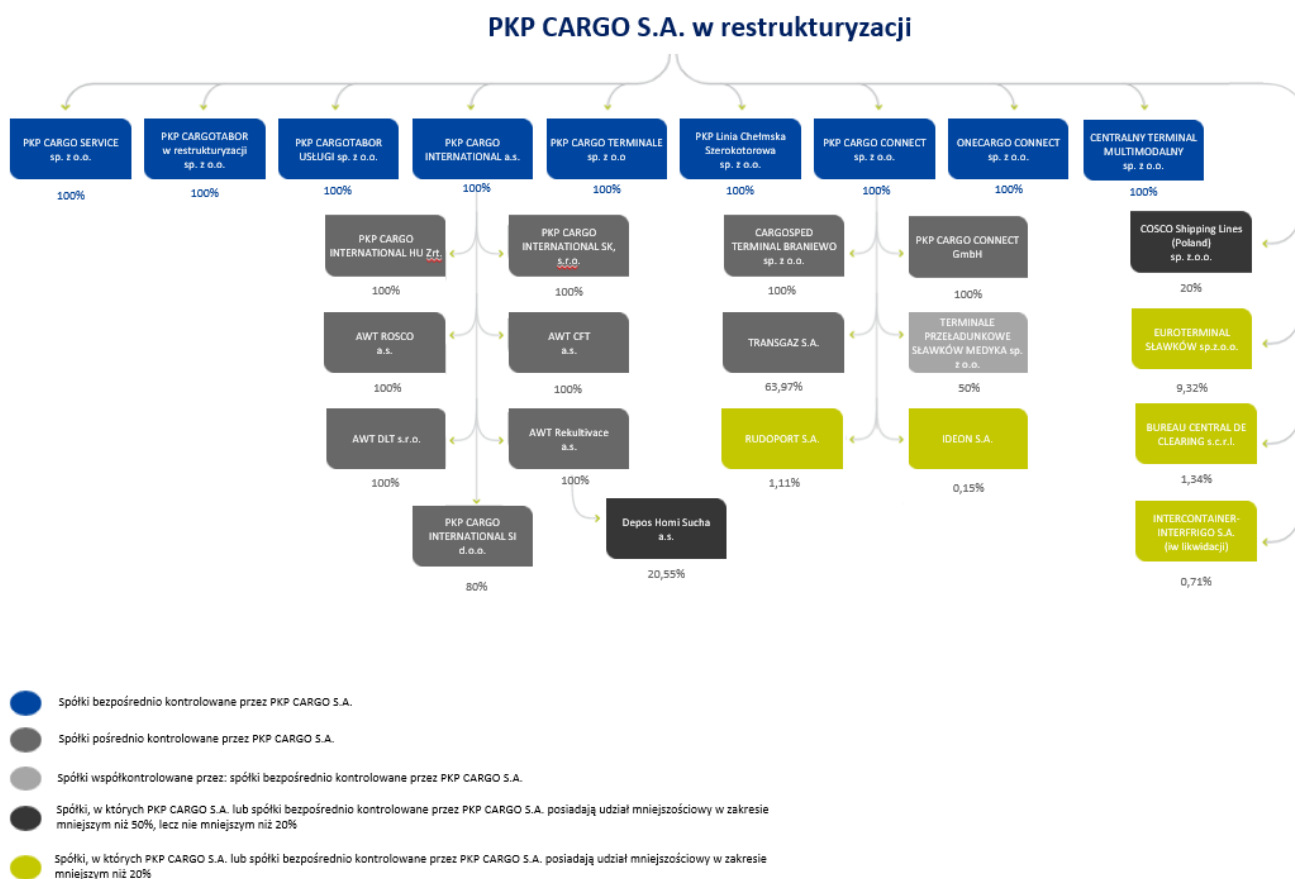 PKP CARGO S.A. w restrukturyzacji
PKP CARGO SERVICE
sp. z o.o.
100%
PKP CARGOTABOR
w restrukturyzacji
sp. z o.o.
100%
PKP CARGOTABOR
USŁUGI sp. z o.o.
100%
PKP CARGO
INTERNATIONAL a.s.
100%
PKP CARGO TERMINALE
sp. z o.o
100%
PKP Linia Chełmska
Szerokotorowa
sp. z o.o.
100%
PKP CARGO CONNECT
sp. z o.o.
100%
ONECARGO CONNECT
sp. z o.o.
100%
CENTRALNY TERMINAL
MULTIMODALNY
sp. z o.o.
100%
PKP CARGO
INTERNATIONAL HU Zrt.
100%
PKP CARGO
INTERNATIONAL SK,
s.r.o.
100%
CARGOSPED
TERMINAL BRANIEWO
sp. z o.o.
100%
PKP CARGO CONNECT
GmbH
100%
COSCO Shipping Lines
(Poland)
sp. z.o.o.
20%
AWT ROSCO
a.s.
100%
AWT CFT
a.s.
100%
TRANSGAZ S.A.
63,97%
TERMINALE
PRZEŁADUNKOWE
SŁAWKÓW MEDYKA sp.
z o.o.
50%
EUROTERMINAL
SŁAWKÓW sp.z.o.o.
9,32%
AWT DLT s.r.o.
100%
AWT Rekultivace
a.s.
100%
RUDOPORT S.A.
1,11%
IDEON S.A.
0,15%
BUREAU CENTRAL DE
CLEARING s.c.r.l.
1,34%
PKP CARGO
INTERNATIONAL SI
d.o.o.
80%
Depos Horni Sucha
a.s.
20,55%
INTERCONTAINER-
INTERFRIGO S.A.
(iw likwidacji)
0,71%
Spółki bezpośrednio kontrolowane przez PKP CARGO S.A.
Spółki pośrednio kontrolowane przez PKP CARGO S.A.
Spółki współkontrolowane przez: spółki bezpośrednio kontrolowane przez PKP CARGO S.A.
Spółki, w których PKP CARGO S.A. lub spółki bezpośrednio kontrolowane przez PKP CARGO S.A. posiadają udział mniejszościowy w zakresie
mniejszym niż 50%, lecz nie mniejszym niż 20%
Spółki, w których PKP CARGO S.A. lub spółki bezpośrednio kontrolowane przez PKP CARGO S.A. posiadają udział mniejszościowy w zakresie
mniejszym niż 20%